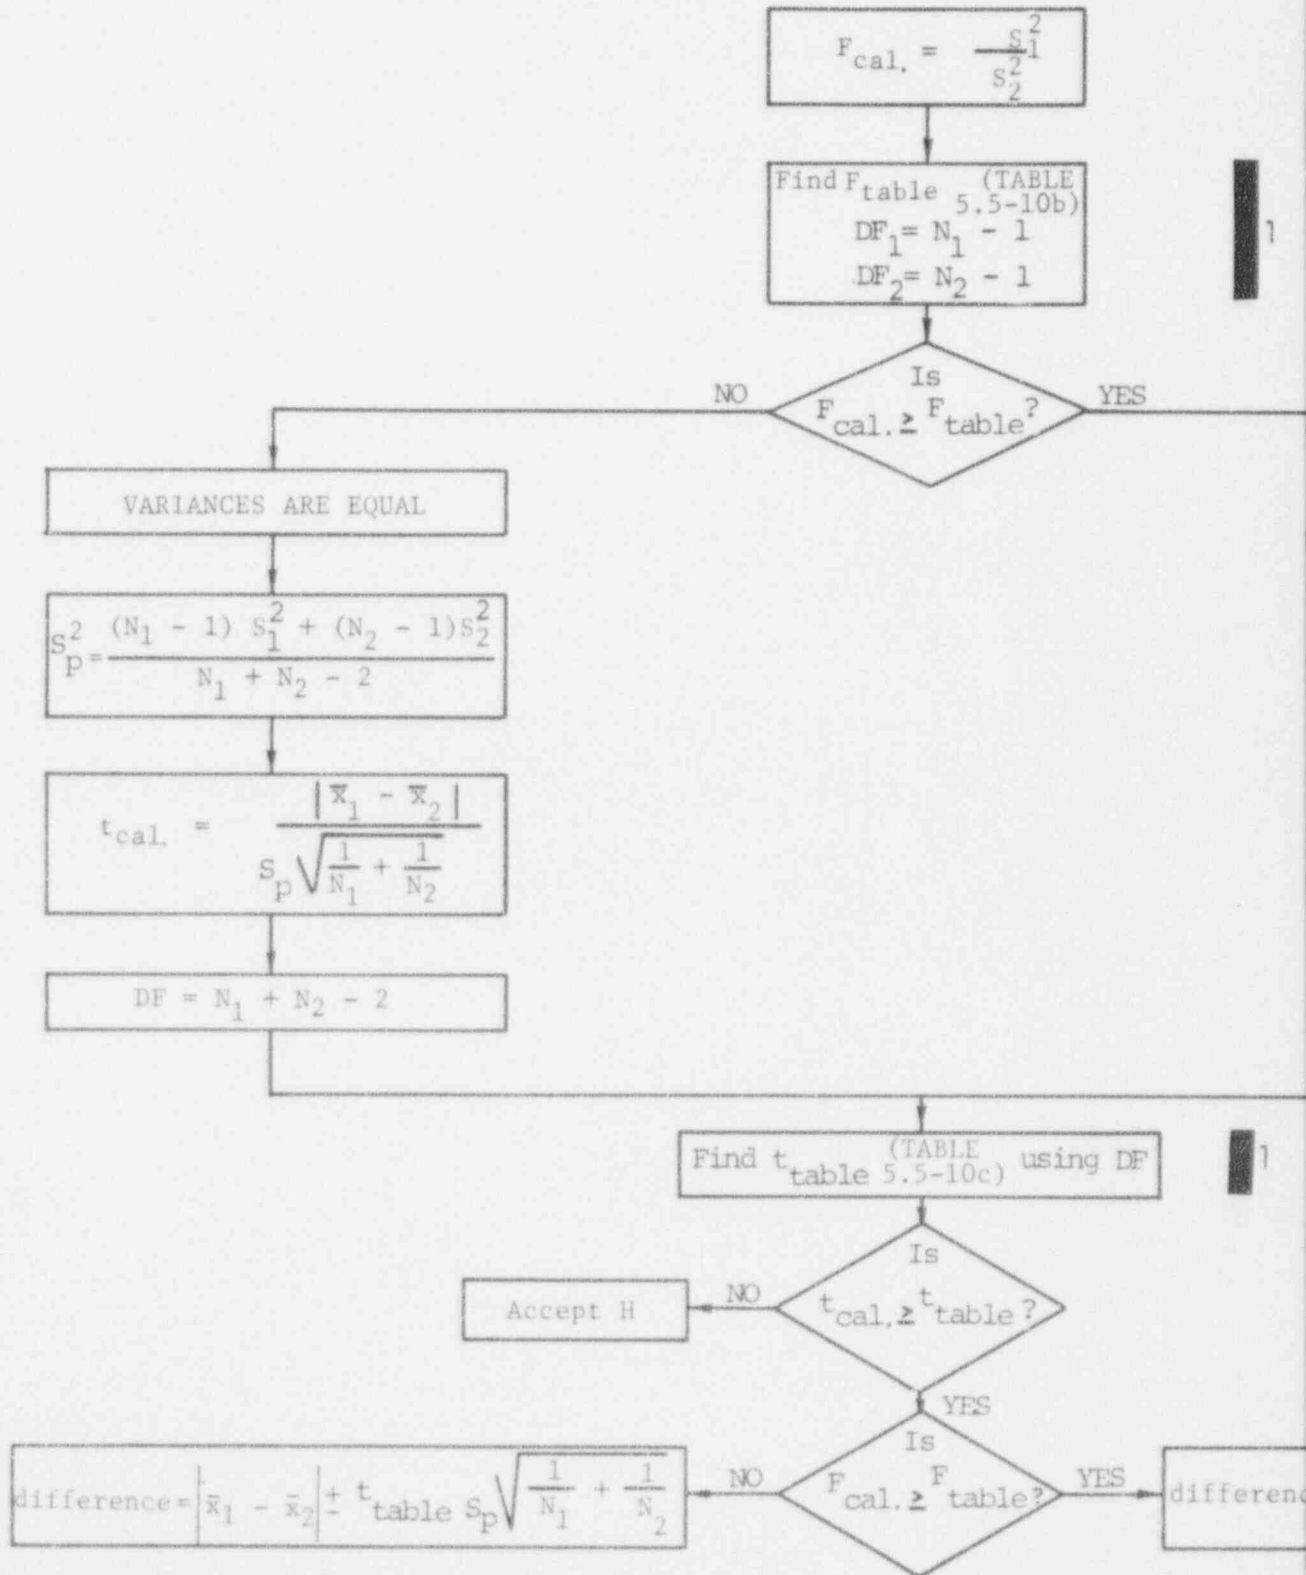 F_cal. = S_1^2 / S_2^2
Find F_table (TABLE 5.5-10b)
DF_1 = N_1 - 1
DF_2 = N_2 - 1
1
Is
F_cal. ≥ F_table?
NO
YES
VARIANCES ARE EQUAL
S_p^2 = (N_1 - 1) S_1^2 + (N_2 - 1)S_2^2 / N_1 + N_2 - 2
t_cal. = | x̄_1 - x̄_2 | / S_p √(1/N_1 + 1/N_2)
DF = N_1 + N_2 - 2
Find t_table (TABLE 5.5-10c) using DF
1
Is
t_cal. ≥ t_table?
NO
Accept H
YES
Is
F_cal. ≥ F_table?
NO
YES
difference = |x̄_1 - x̄_2| ± t_table S_p √(1/N_1 + 1/N_2)
differenc